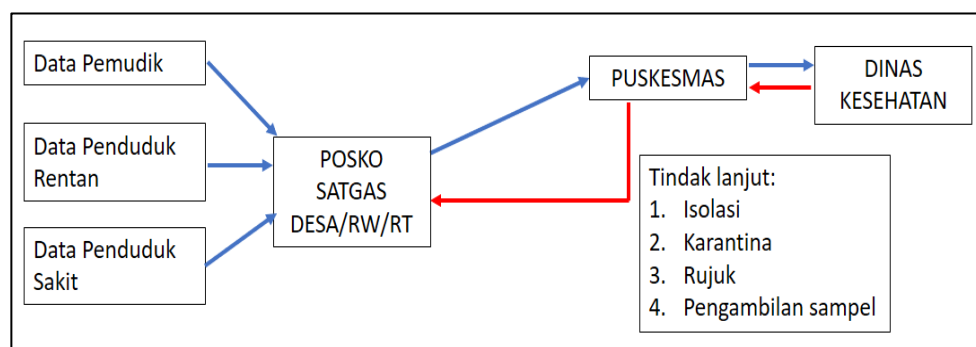 Data Pemudik
Data Penduduk
Rentan
Data Penduduk
Sakit
POSKO
SATGAS
DESA/RW/RT
PUSKESMAS
DINAS
KESEHATAN
Tindak lanjut:
1. Isolasi
2. Karantina
3. Rujuk
4. Pengambilan sampel